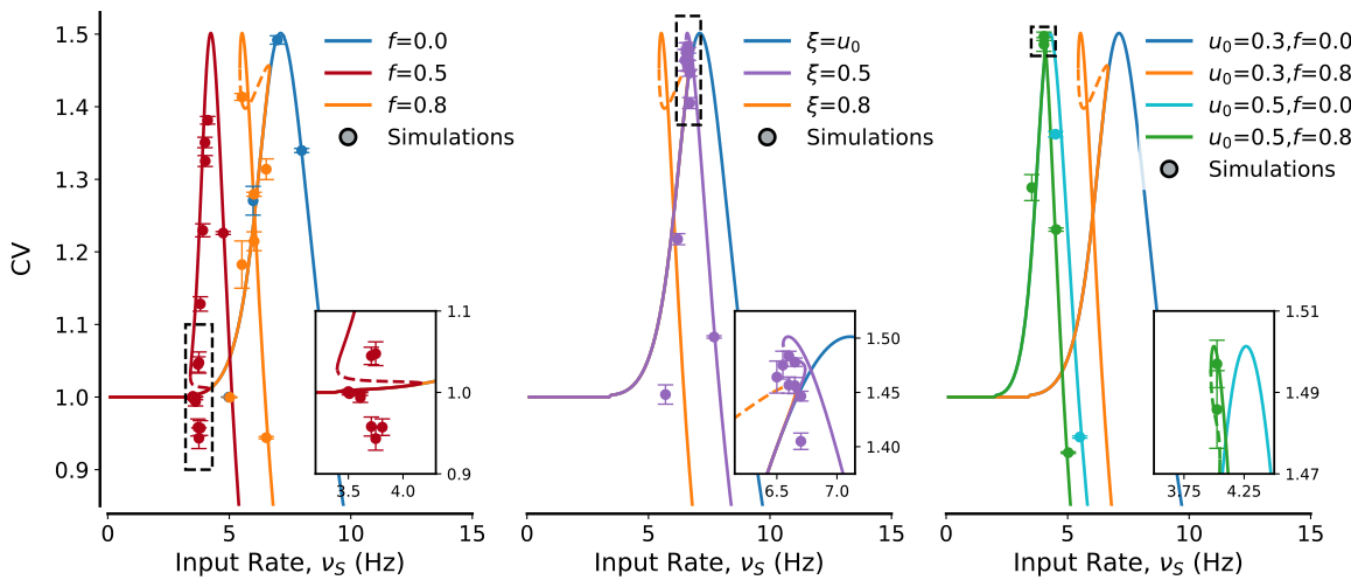 1.5
1.4
1.3
1.2
1.1
1.0
0.9
CV
f=0.0
f=0.5
f=0.8
Simulations
1.1
1.0
0.9
3.5 4.0
0 5 10 15
Input Rate, νS (Hz)
ξ=u0
ξ=0.5
ξ=0.8
Simulations
1.50
1.45
1.40
6.5 7.0
0 5 10 15
Input Rate, νS (Hz)
u0=0.3,f=0.0
u0=0.3,f=0.8
u0=0.5,f=0.0
u0=0.5,f=0.8
Simulations
1.51
1.49
1.47
3.75 4.25
0 5 10 15
Input Rate, νS (Hz)